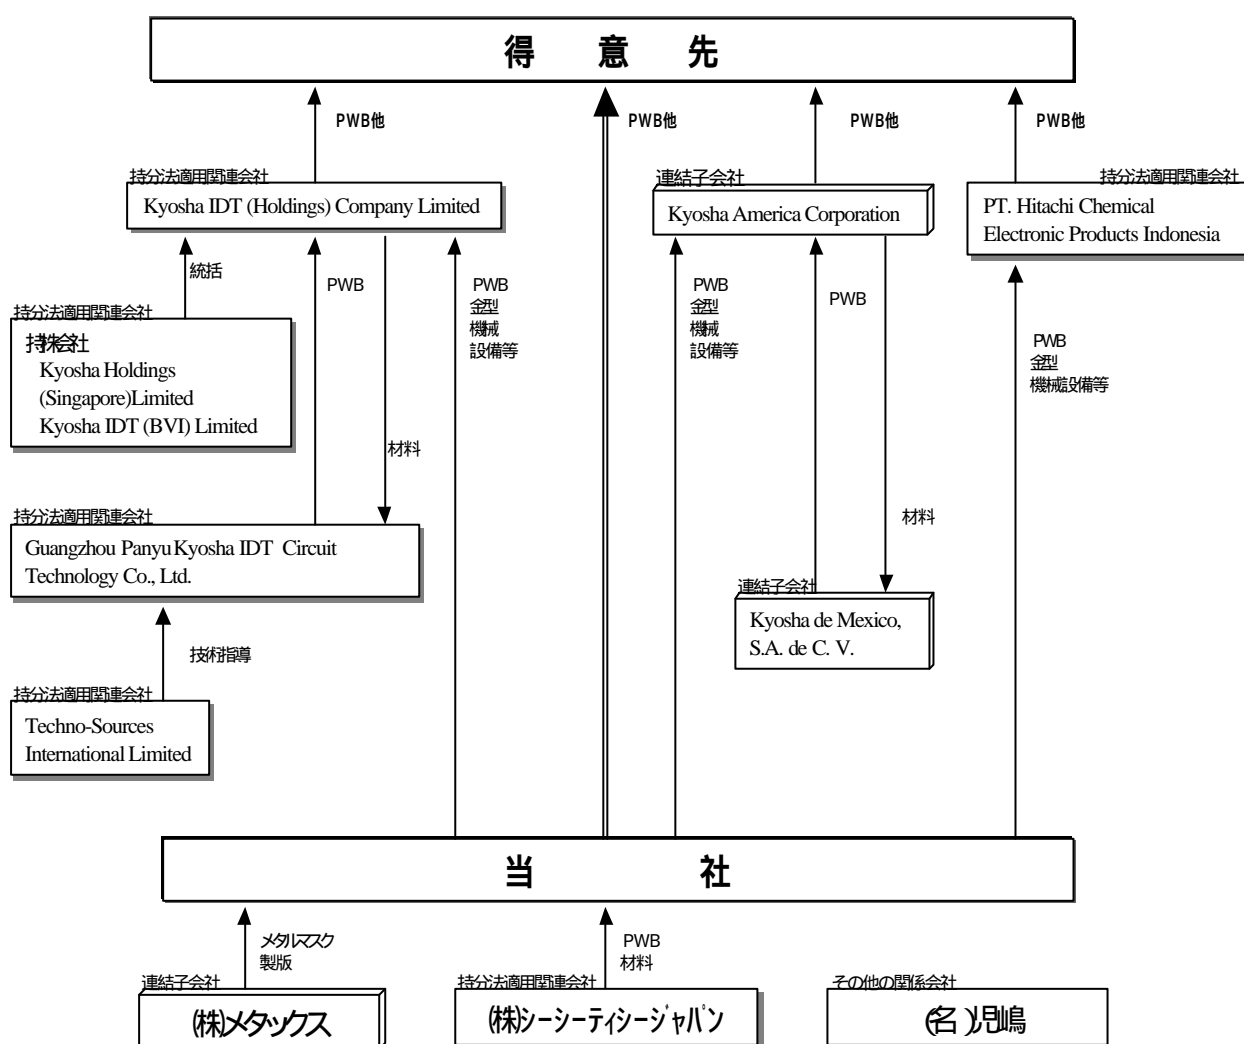 得意先
PWB他
PWB他
PWB他
PWB他
持分法適用関連会社
Kyosha IDT (Holdings) Company Limited
連結子会社
Kyosha America Corporation
持分法適用関連会社
PT. Hitachi Chemical
Electronic Products Indonesia
統括
PWB
PWB
金型
機械
設備等
PWB
金型
機械
設備等
PWB
PWB
金型
機械設備等
持分法適用関連会社
持株会社
Kyosha Holdings
(Singapore)Limited
Kyosha IDT (BVI) Limited
材料
材料
持分法適用関連会社
Guangzhou Panyu Kyosha IDT Circuit
Technology Co., Ltd.
連結子会社
Kyosha de Mexico,
S.A. de C. V.
技術指導
持分法適用関連会社
Techno-Sources
International Limited
当社
メタルマスク
製版
PWB
材料
連結子会社
(株)メタックス
持分法適用関連会社
(株)シーシーティシージャパン
その他の関係会社
(名)児嶋